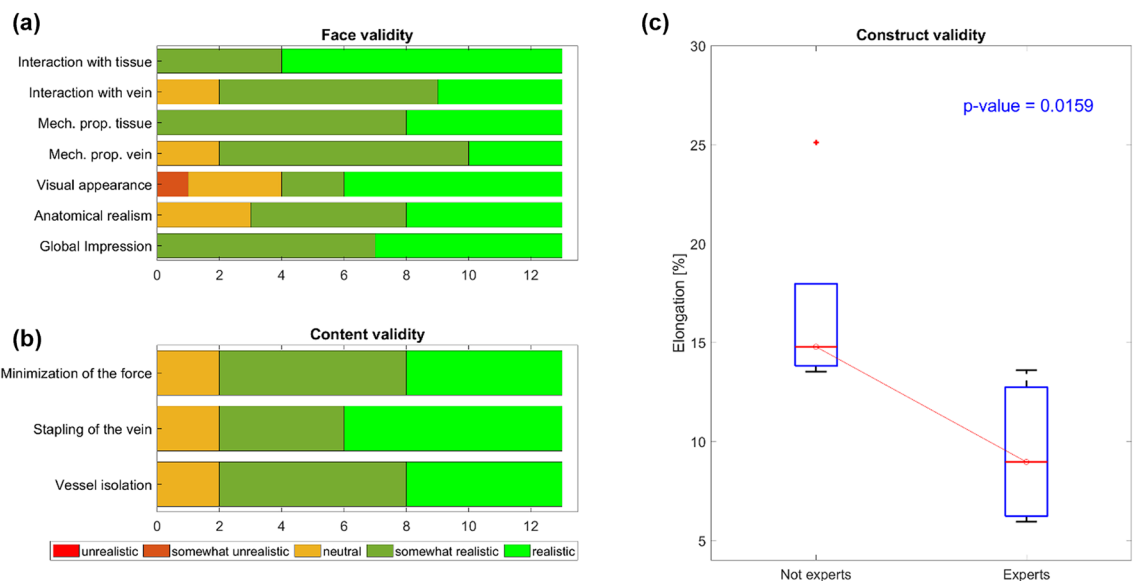 (a)
Face validity
Interaction with tissue
Interaction with vein
Mech. prop. tissue
Mech. prop. vein
Visual appearance
Anatomical realism
Global Impression
0 2 4 6 8 10 12
(b)
Content validity
Minimization of the force
Stapling of the vein
Vessel isolation
0 2 4 6 8 10 12
unrealistic somewhat unrealistic neutral somewhat realistic realistic
(c)
Construct validity
p-value = 0.0159
Elongation [%]
30
25
20
15
10
5
Not experts Experts